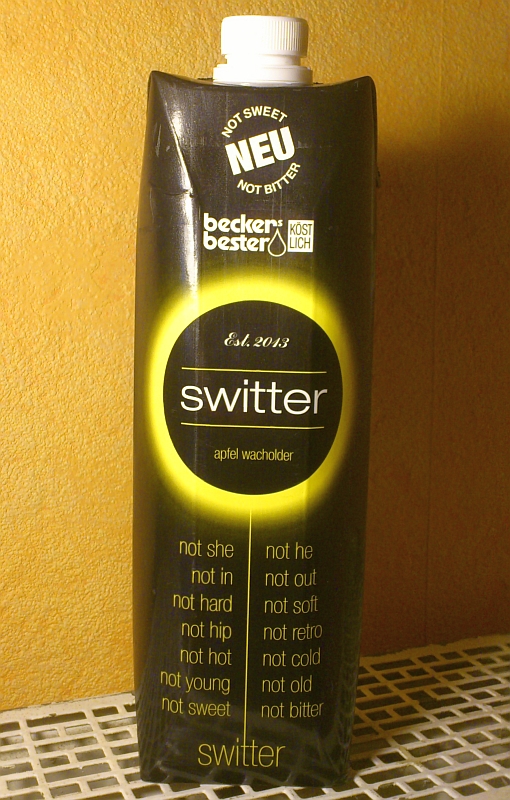 NOT SWEET
NEU
NOT BITTER
beckers
bester
KÖST
LICH
Est. 2013
switter
apfel wacholder
not she not he
not in not out
not hard not soft
not hip not retro
not hot not cold
not young not old
not sweet not bitter
switter